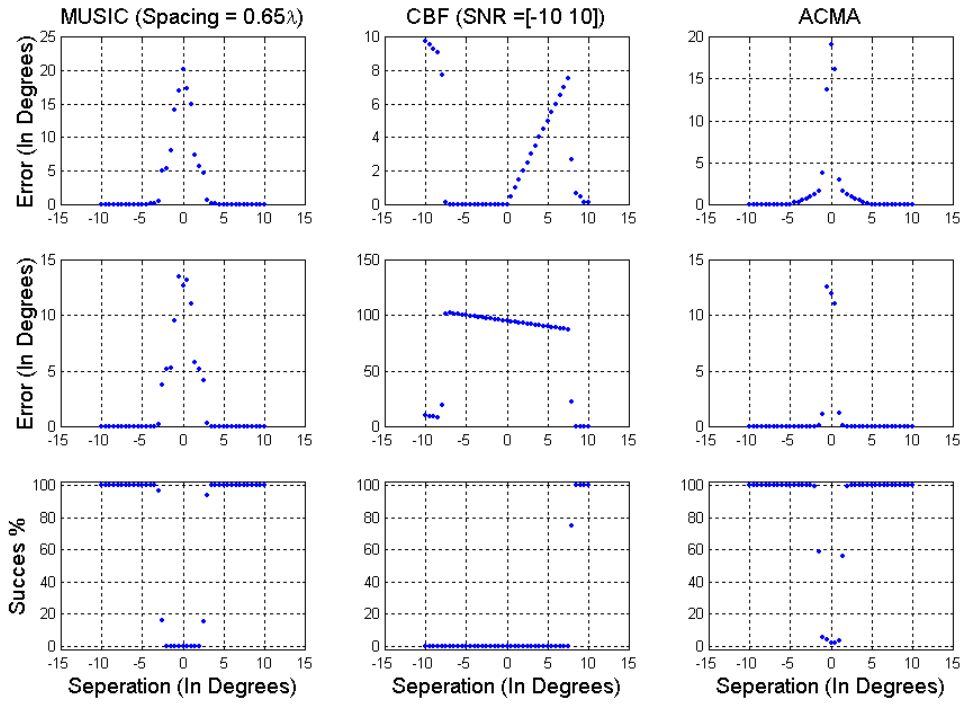 MUSIC (Spacing = 0.65λ)
CBF (SNR =[-10 10])
ACMA
Error (In Degrees)
25
20
15
10
5
0
-15 -10 -5 0 5 10 15
10
8
6
4
2
0
-15 -10 -5 0 5 10 15
20
15
10
5
0
-15 -10 -5 0 5 10 15
Error (In Degrees)
15
10
5
0
-15 -10 -5 0 5 10 15
150
100
50
0
-15 -10 -5 0 5 10 15
15
10
5
0
-15 -10 -5 0 5 10 15
Succes %
100
80
60
40
20
0
-15 -10 -5 0 5 10 15
Seperation (In Degrees)
100
80
60
40
20
0
-15 -10 -5 0 5 10 15
Seperation (In Degrees)
100
80
60
40
20
0
-15 -10 -5 0 5 10 15
Seperation (In Degrees)